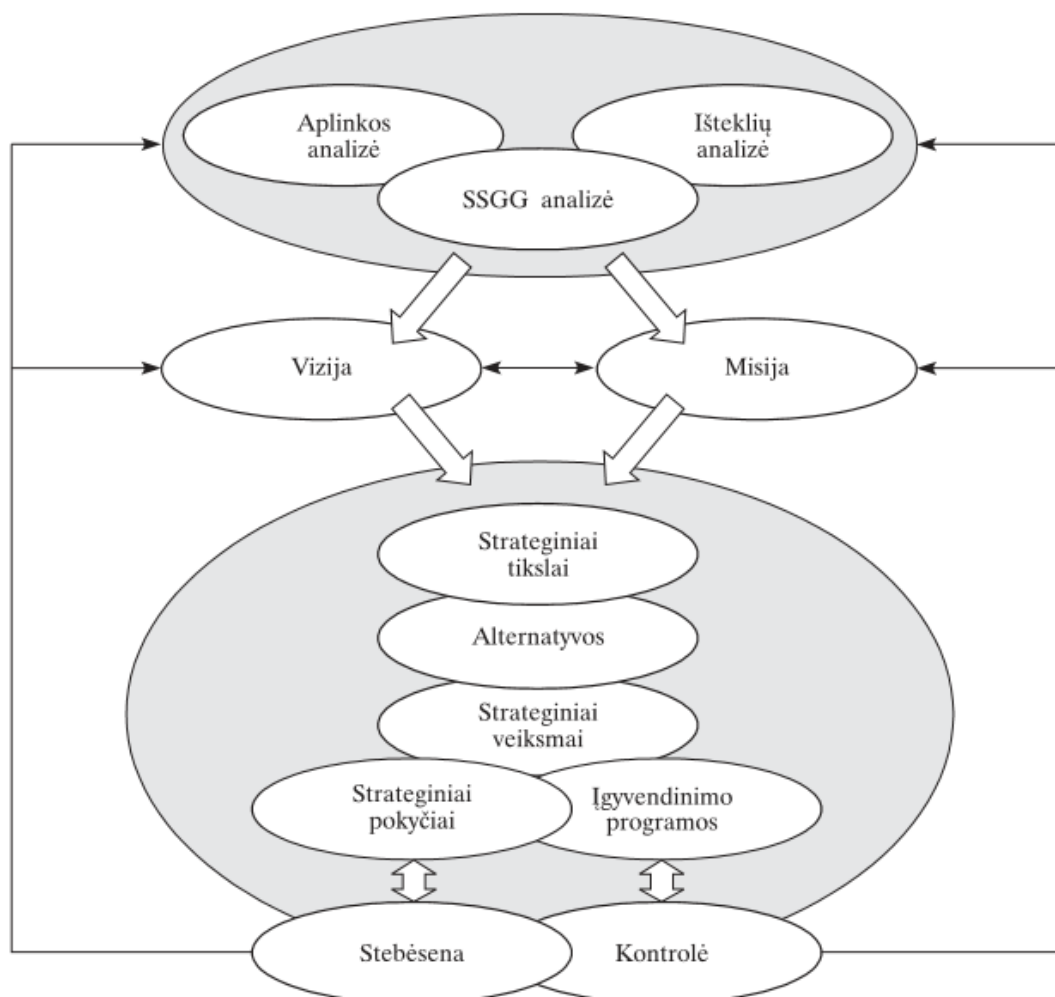 Aplinkos
analizė
Išteklių
analizė
SSGG analizė
Vizija
Misija
Strateginiai
tikslai
Alternatyvos
Strateginiai
veiksmai
Strateginiai
pokyčiai
Įgyvendinimo
programos
Stebėsena
Kontrolė